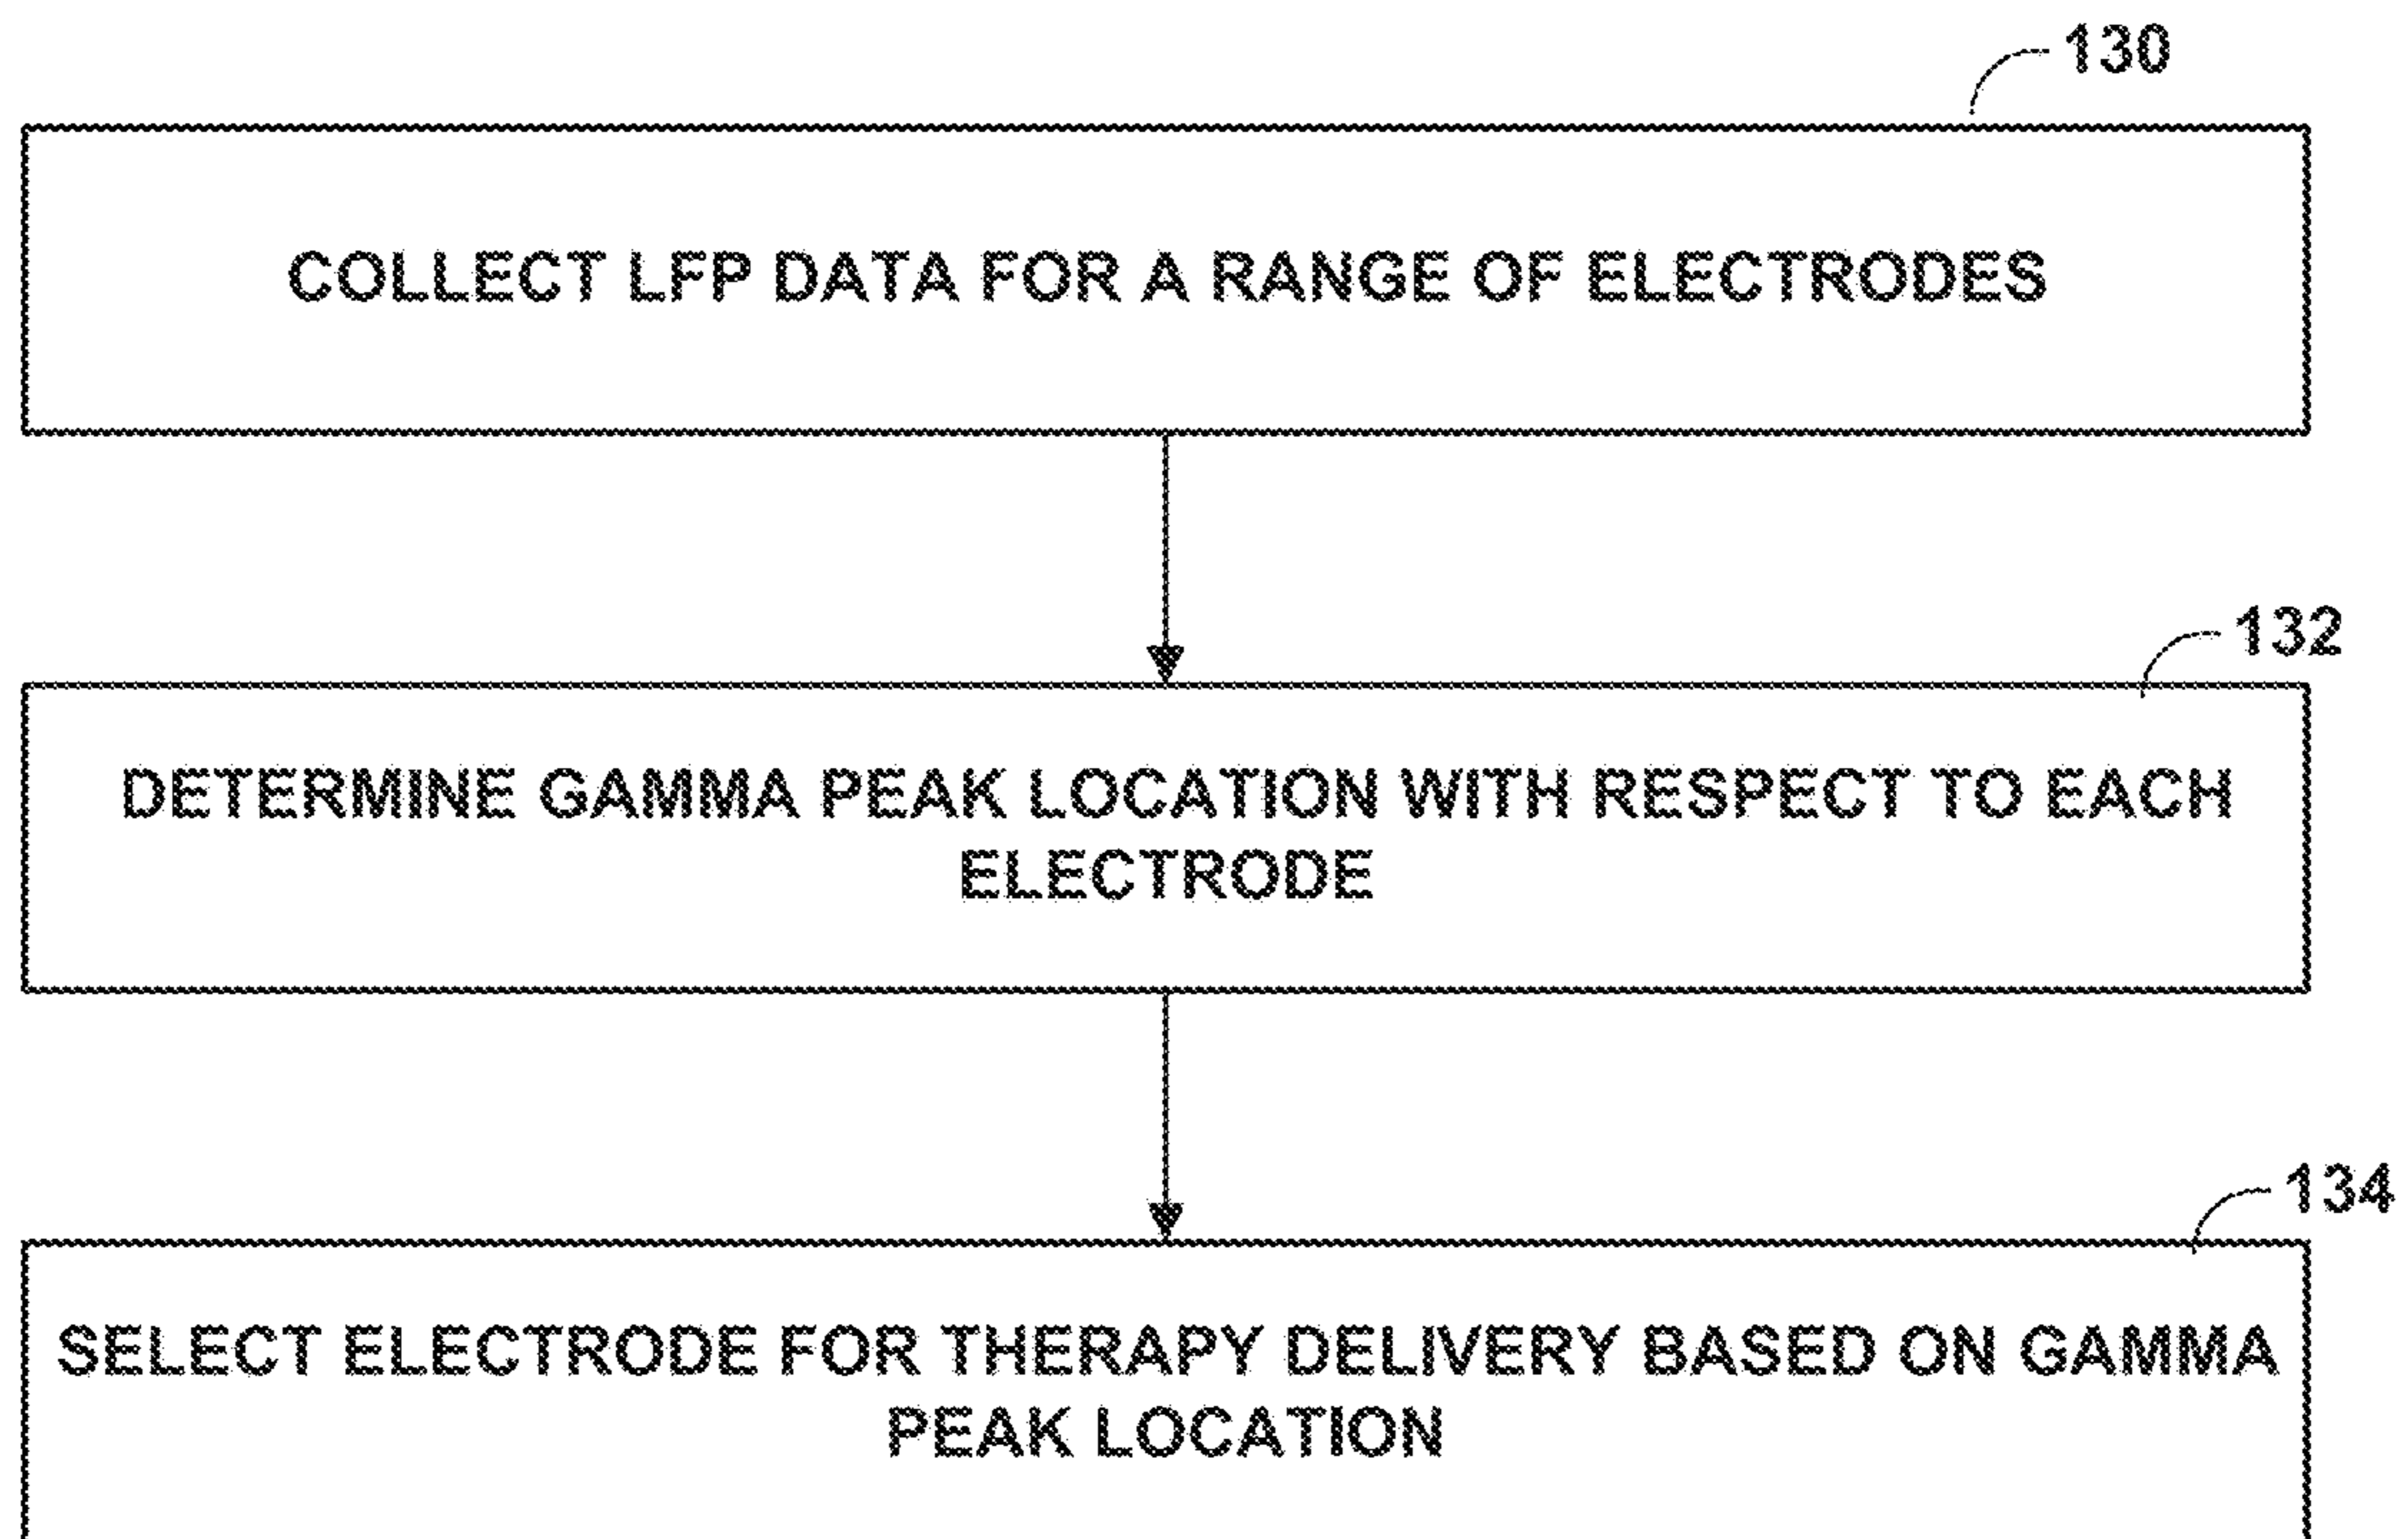 130
COLLECT LFP DATA FOR A RANGE OF ELECTRODES
132
DETERMINE GAMMA PEAK LOCATION WITH RESPECT TO EACH
ELECTRODE
134
SELECT ELECTRODE FOR THERAPY DELIVERY BASED ON GAMMA
PEAK LOCATION